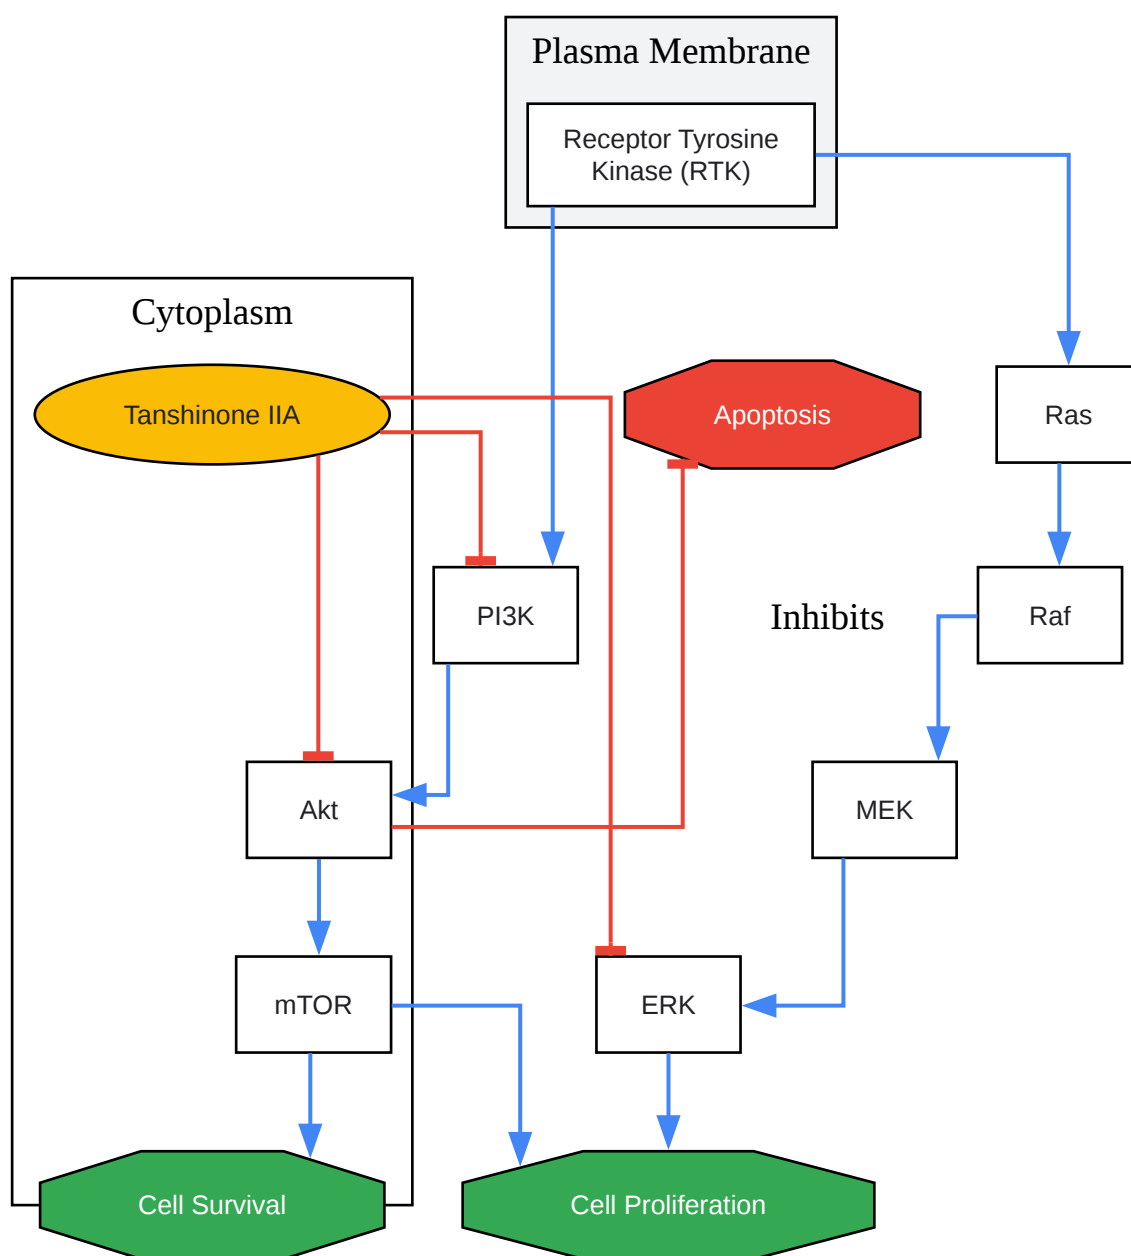 Plasma Membrane
Receptor Tyrosine
Kinase (RTK)
Cytoplasm
Tanshinone IIA
Apoptosis
Ras
PI3K
Inhibits
Raf
Akt
MEK
mTOR
ERK
Cell Survival
Cell Proliferation